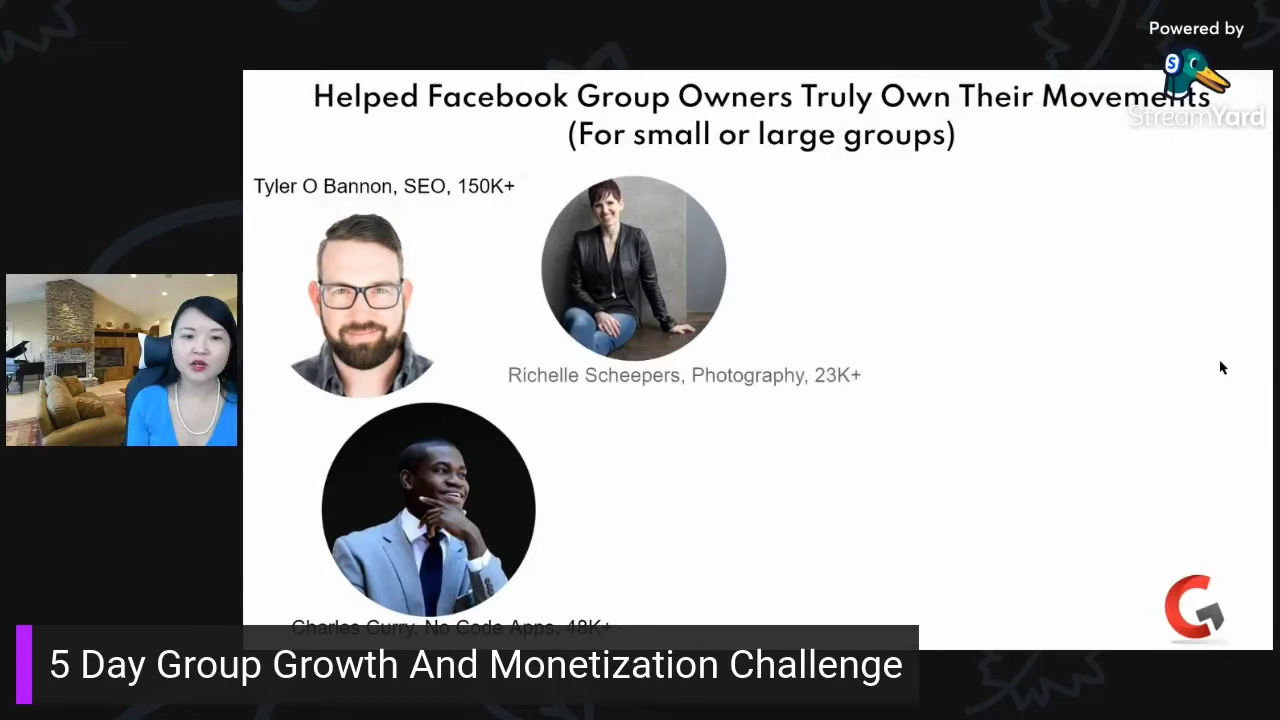 Powered by
StreamYard
Helped Facebook Group Owners Truly Own Their Movements
(For small or large groups)
Tyler O Bannon, SEO, 150K+
Richelle Scheepers, Photography, 23K+
Charles Curry, No Code Apps, 48K+
5 Day Group Growth And Monetization Challenge